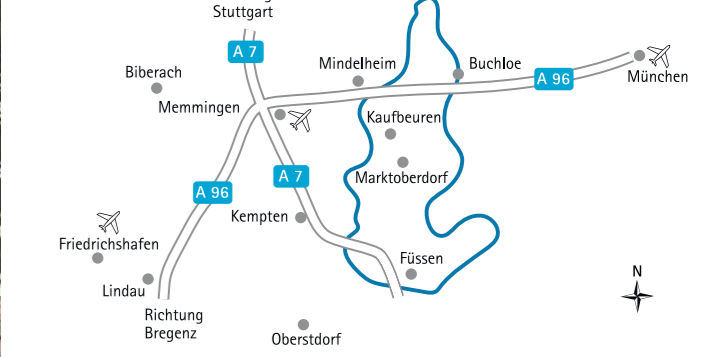 Stuttgart
A 7
Mindelheim
Buchloe
Biberach
A 96
München
Memmingen
Kaufbeuren
A 7
Marktoberdorf
A 96
Kempten
Friedrichshafen
Füssen
Lindau
N
Richtung
Bregenz
Oberstdorf